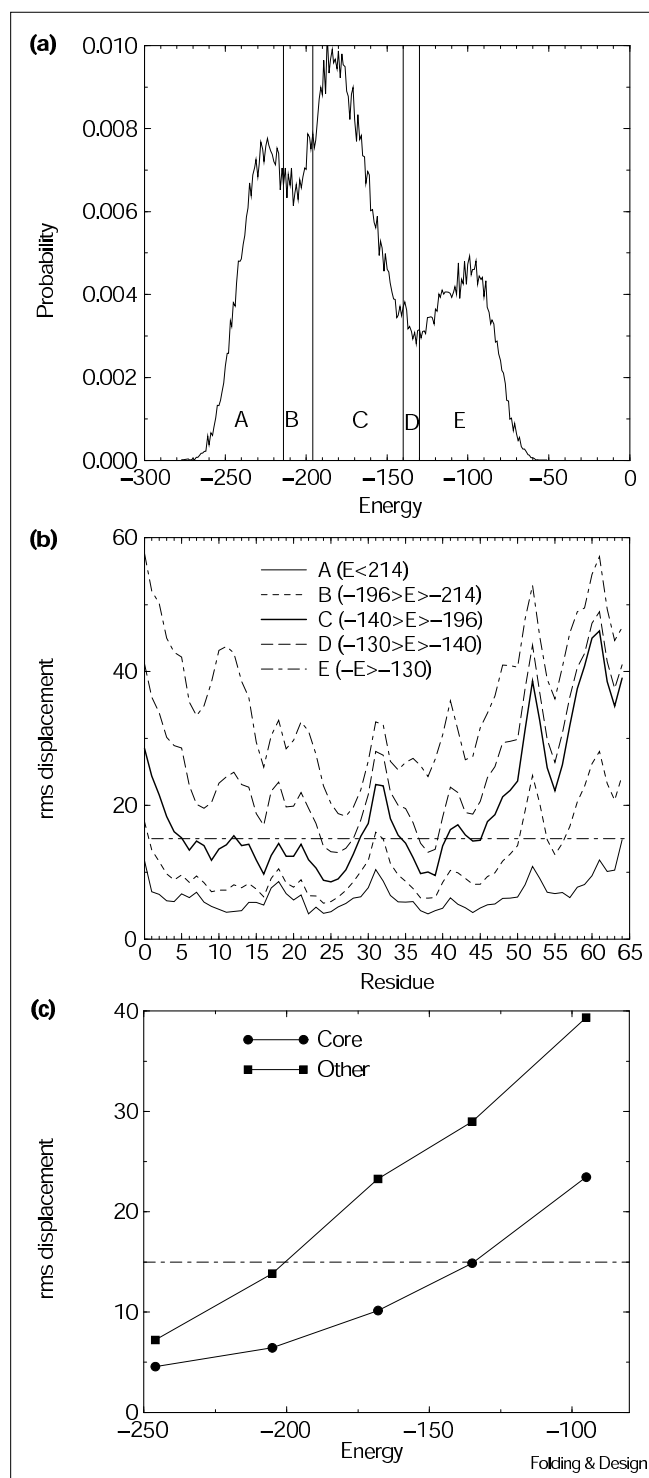 (a)
0.010
0.008
0.006
0.004
0.002
0.000
Probability
A B C D E
−300 −250 −200 −150 −100 −50 0
Energy
(b)
60
40
20
0
rms displacement
A (E<214)
B (−196>E>−214)
C (−140>E>−196)
D (−130>E>−140)
E (−E>−130)
0 5 10 15 20 25 30 35 40 45 50 55 60 65
Residue
(c)
40
30
20
10
0
rms displacement
Core
Other
−250 −200 −150 −100
Energy
Folding & Design